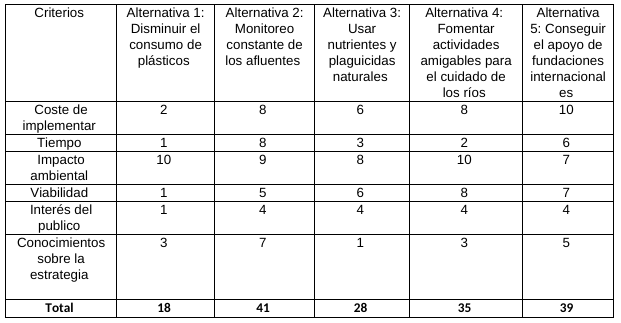 Criterios
Alternativa 1:
Disminuir el
consumo de
plásticos
Alternativa 2:
Monitoreo
constante de
los afluentes
Alternativa 3:
Usar
nutrientes y
plaguicidas
naturales
Alternativa 4:
Fomentar
actividades
amigables para
el cuidado de
los ríos
Alternativa
5: Conseguir
el apoyo de
fundaciones
internacional
es
Coste de
implementar
2
8
6
8
10
Tiempo
1
8
3
2
6
Impacto
ambiental
10
9
8
10
7
Viabilidad
1
5
6
8
7
Interés del
publico
1
4
4
4
4
Conocimientos
sobre la
estrategia
3
7
1
3
5
Total
18
41
28
35
39